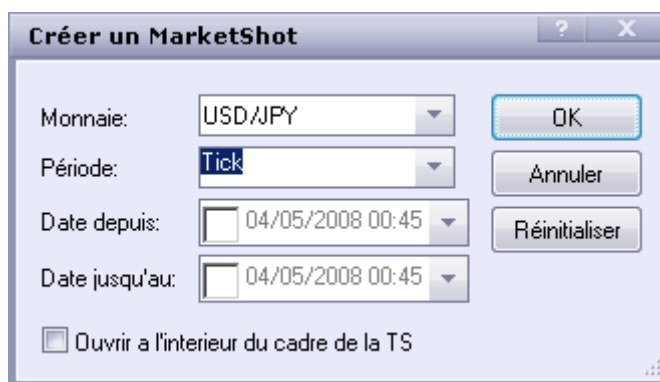 Créer un MarketShot
? X
Monnaie: USD/JPY OK
Période: Tick Annuler
Date depuis: 04/05/2008 00:45 Réinitialiser
Date jusqu'au: 04/05/2008 00:45
Ouvrir a l'interieur du cadre de la TS